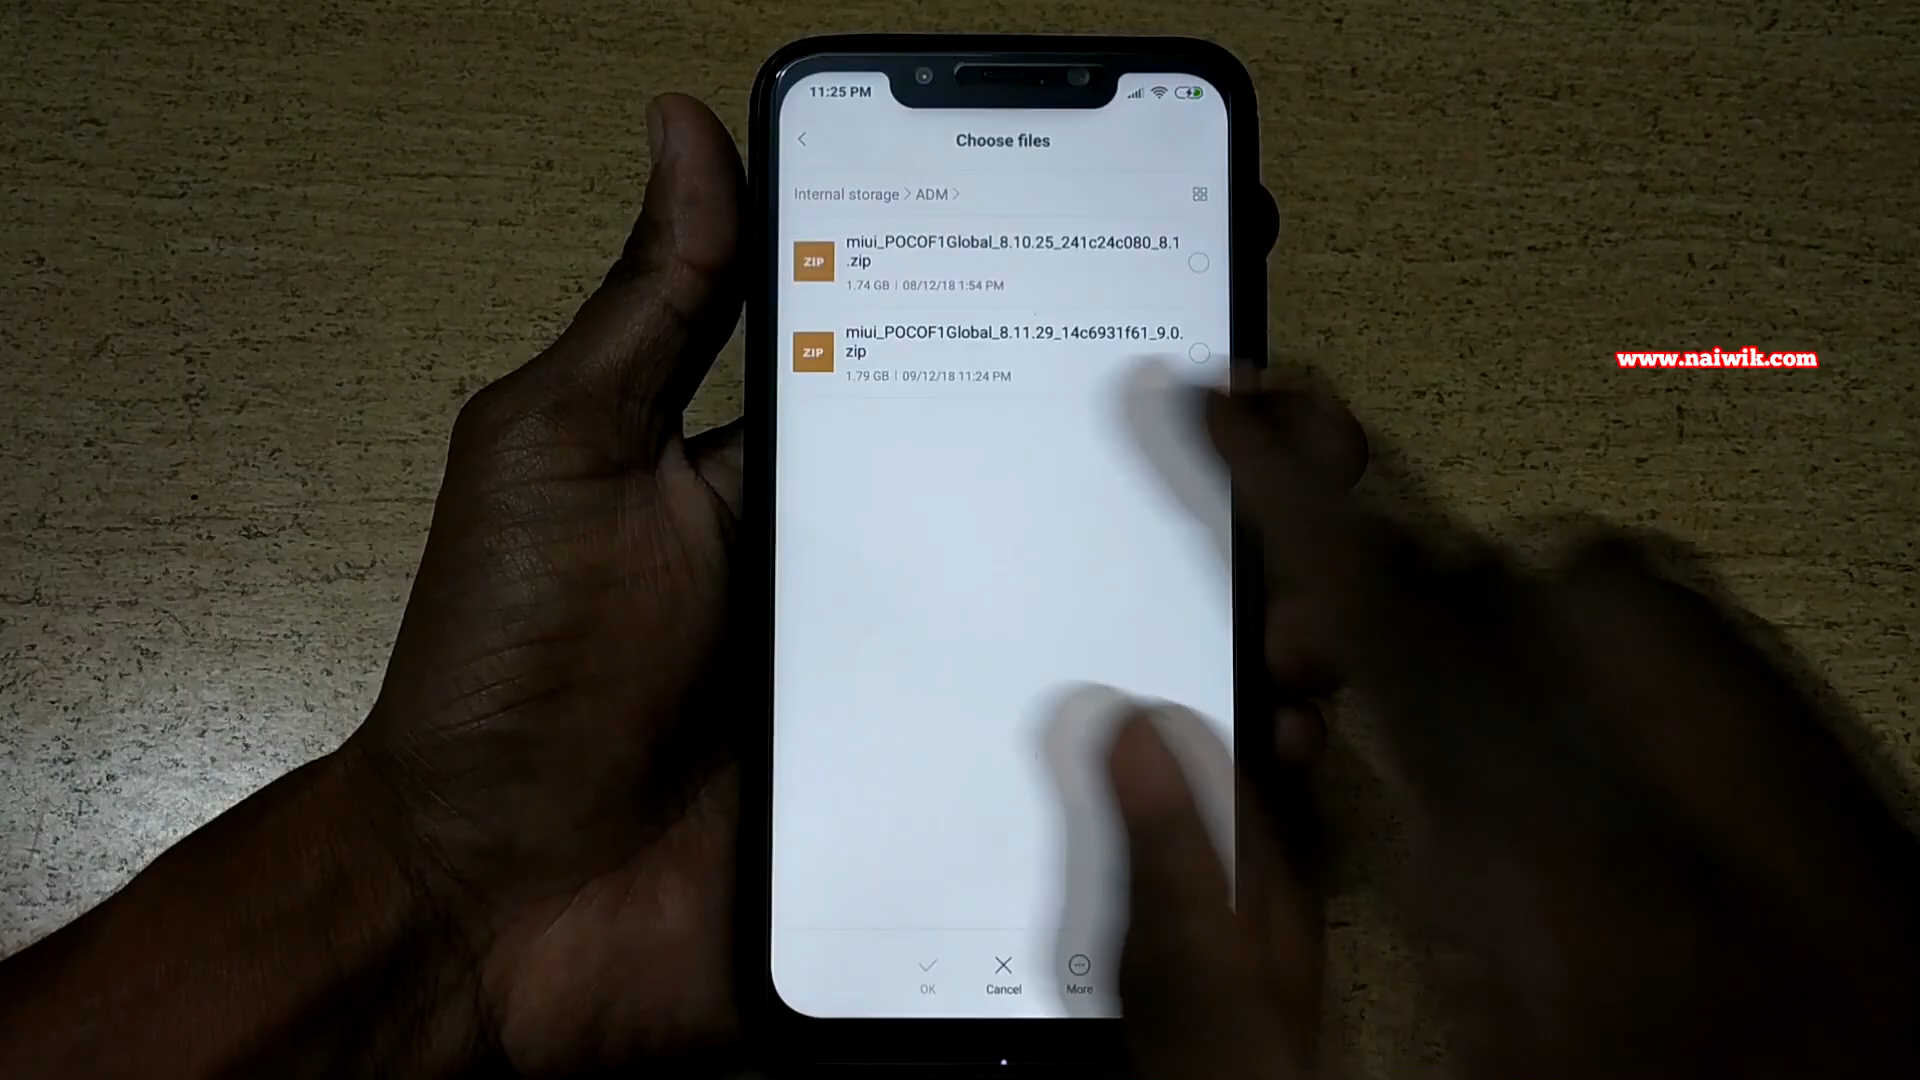 11:25 PM
Choose files
Internal storage > ADM >
ZIP
miui_POCOF1Global_8.10.25_241c24c080_8.1
.zip
1.74 GB | 08/12/18 1:54 PM
ZIP
miui_POCOF1Global_8.11.29_14c6931f61_9.0.
zip
1.79 GB | 09/12/18 11:24 PM
www.naiwik.com
OK
Cancel
More